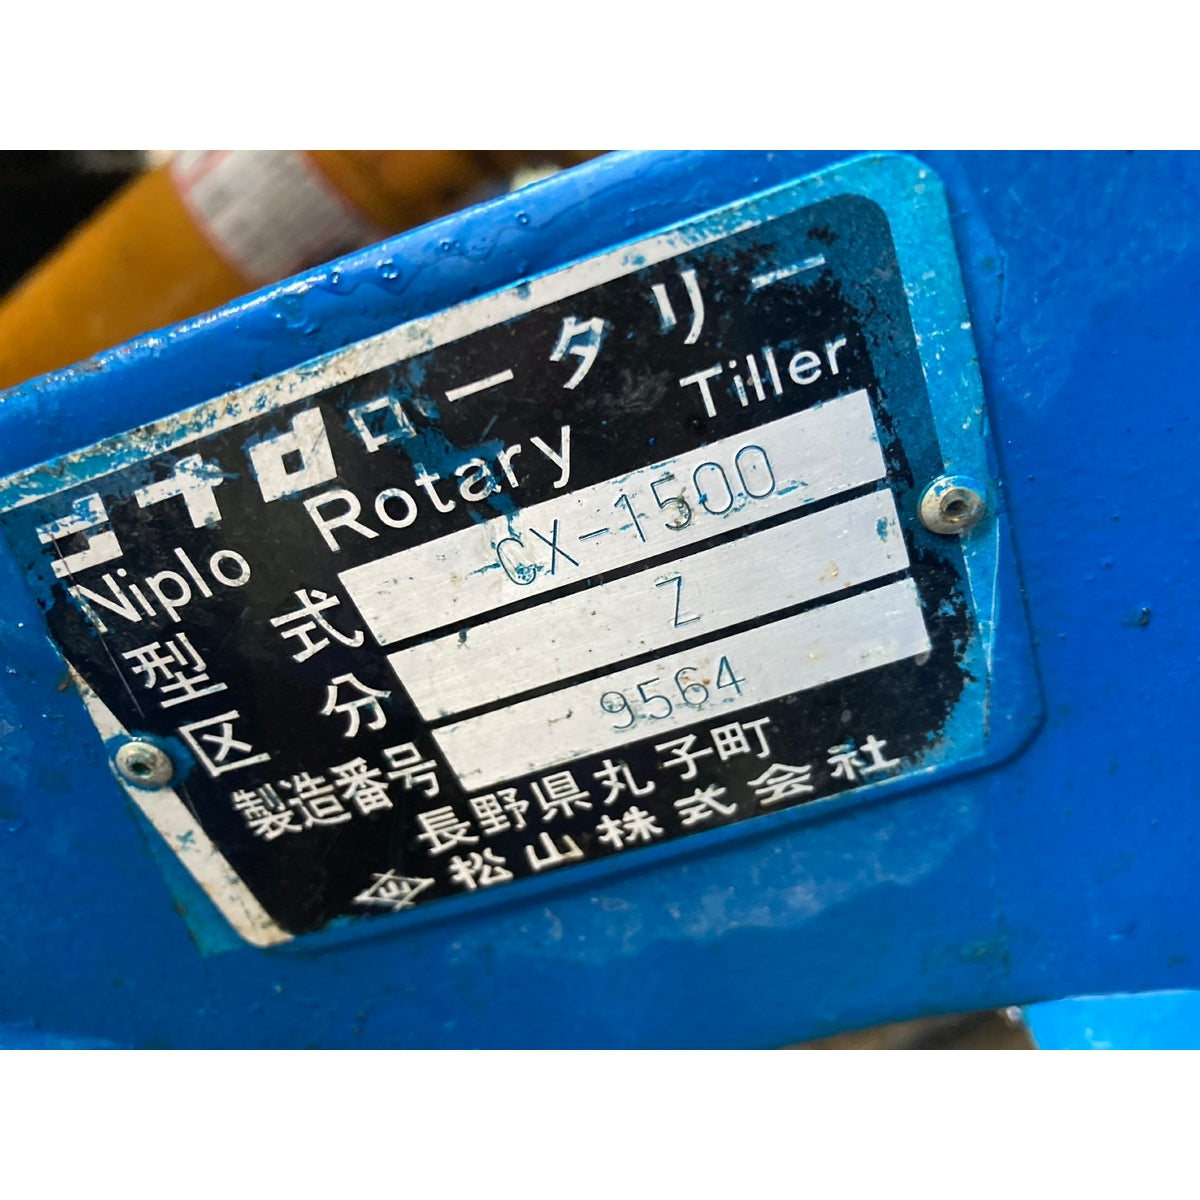 ニプロロータリー
Niplo Rotary Tiller
型式 CX-1500
区分 Z
製造番号 9564
長野県丸子町
松山株式会社